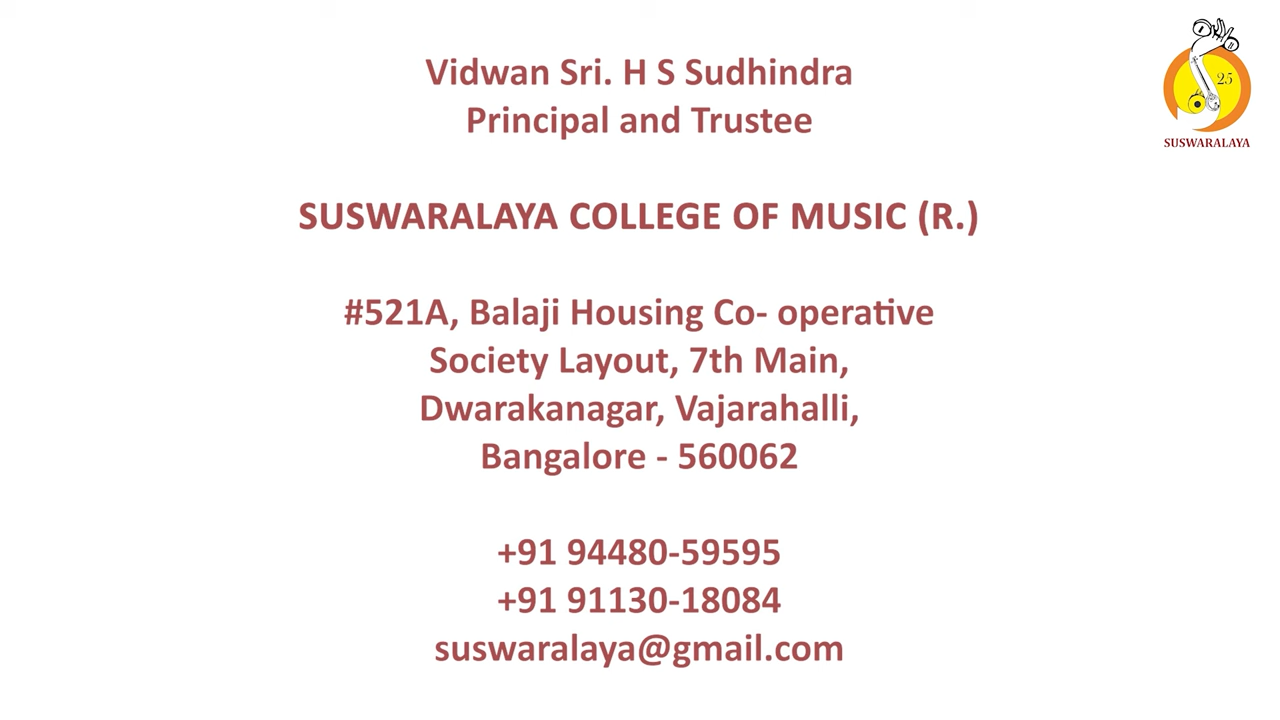 Vidwan Sri. H S Sudhindra
Principal and Trustee
SUSWARALAYA COLLEGE OF MUSIC (R.)
#521A, Balaji Housing Co- operative
Society Layout, 7th Main,
Dwarakanagar, Vajarahalli,
Bangalore - 560062
+91 94480-59595
+91 91130-18084
suswaralaya@gmail.com
25
SUSWARALAYA